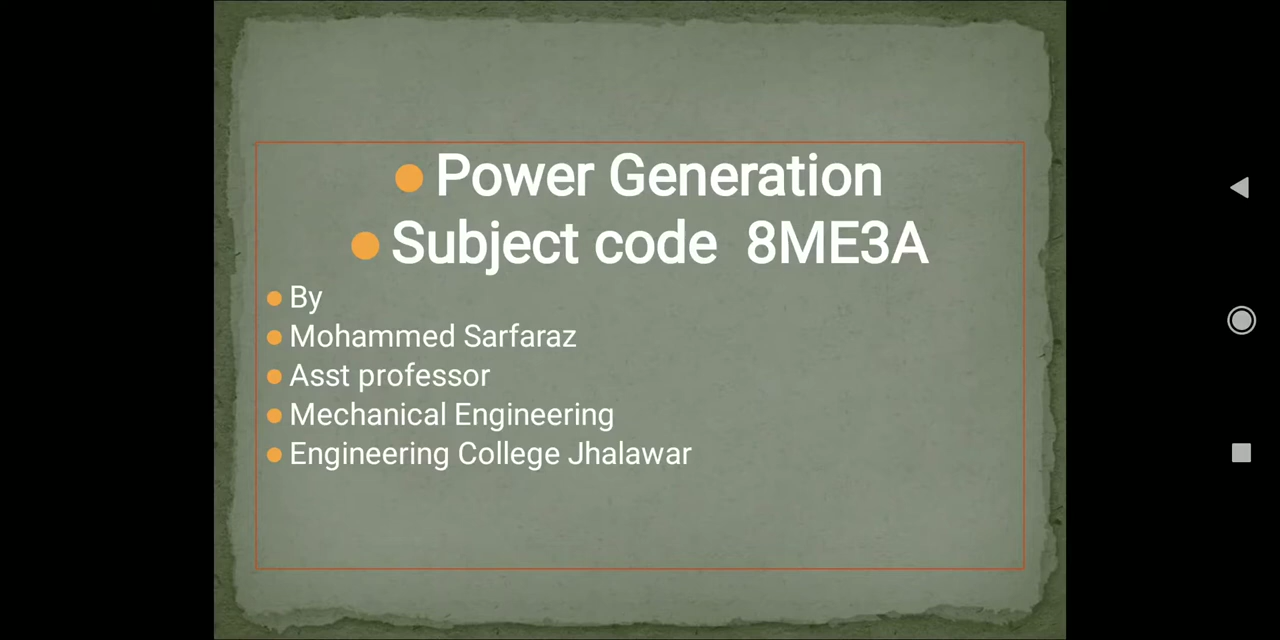 Power Generation
Subject code 8ME3A
By
Mohammed Sarfaraz
Asst professor
Mechanical Engineering
Engineering College Jhalawar